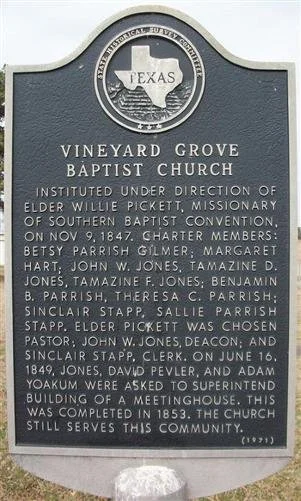 STATE HISTORICAL SURVEY COMMITTEE
TEXAS
VINEYARD GROVE
BAPTIST CHURCH
INSTITUTED UNDER DIRECTION OF
ELDER WILLIE PICKETT, MISSIONARY
OF SOUTHERN BAPTIST CONVENTION,
ON NOV. 9, 1847. CHARTER MEMBERS:
BETSY PARRISH GILMER; MARGARET
HART; JOHN W. JONES, TAMAZINE D.
JONES, TAMAZINE F. JONES; BENJAMIN
B. PARRISH, THERESA C. PARRISH;
SINCLAIR STAPP, SALLIE PARRISH
STAPP. ELDER PICKETT WAS CHOSEN
PASTOR; JOHN W. JONES, DEACON; AND
SINCLAIR STAPP, CLERK. ON JUNE 16,
1849, JONES, DAVID PEVLER, AND ADAM
YOAKUM WERE ASKED TO SUPERINTEND
BUILDING OF A MEETINGHOUSE. THIS
WAS COMPLETED IN 1853. THE CHURCH
STILL SERVES THIS COMMUNITY.
(1971)